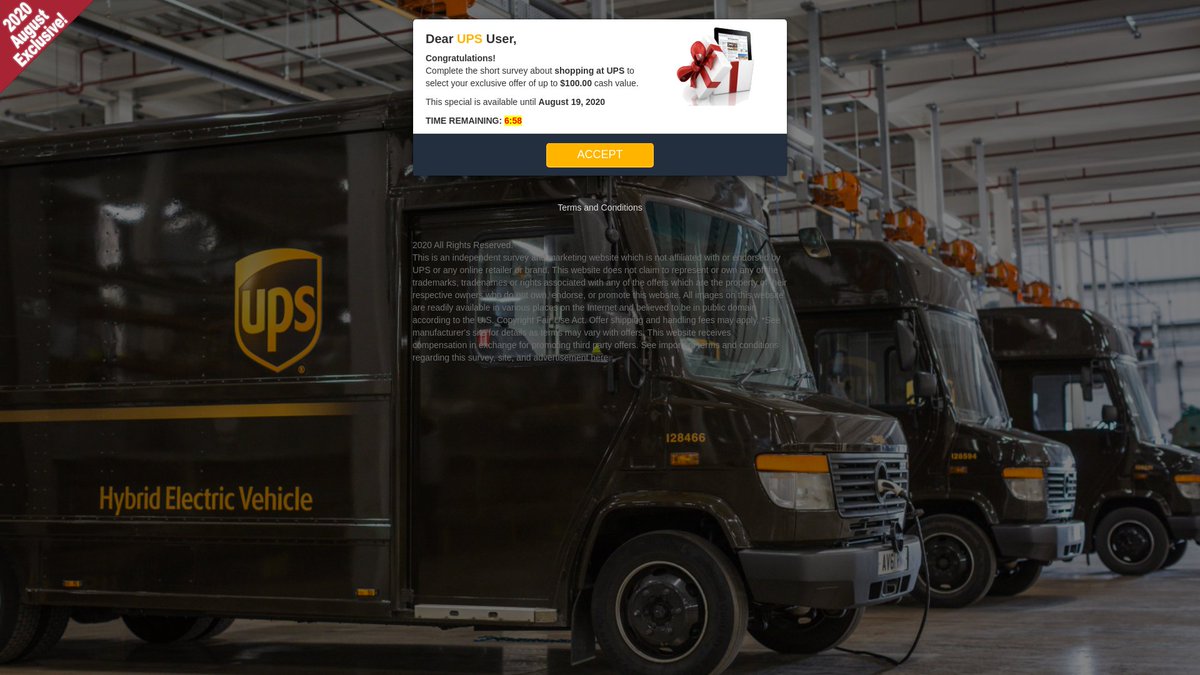 2020
August
Exclusive!
Dear UPS User,
Congratulations!
Complete the short survey about shopping at UPS to
select your exclusive offer of up to $100.00 cash value.
This special is available until August 19, 2020
TIME REMAINING: 6:58
ACCEPT
Terms and Conditions
2020 All Rights Reserved.
This is an independent survey and marketing website which is not affiliated with or endorsed by
UPS or any online retailer or brand. This website does not claim to represent or own any of the
trademarks, tradenames or rights associated with any of the offers which are the property of their
respective owners who do not own, endorse, or promote this website. All images on this website
are readily available in various places on the Internet and believed to be in public domain
according to the U.S. Copyright Fair Use Act. Offer shipping and handling fees may apply. *See
manufacturer's site for details as terms may vary with offers. This website receives
compensation in exchange for promoting third party offers. See important terms and conditions
regarding this survey, site, and advertisement here.
ups
®
Hybrid Electric Vehicle
I28466
I28594